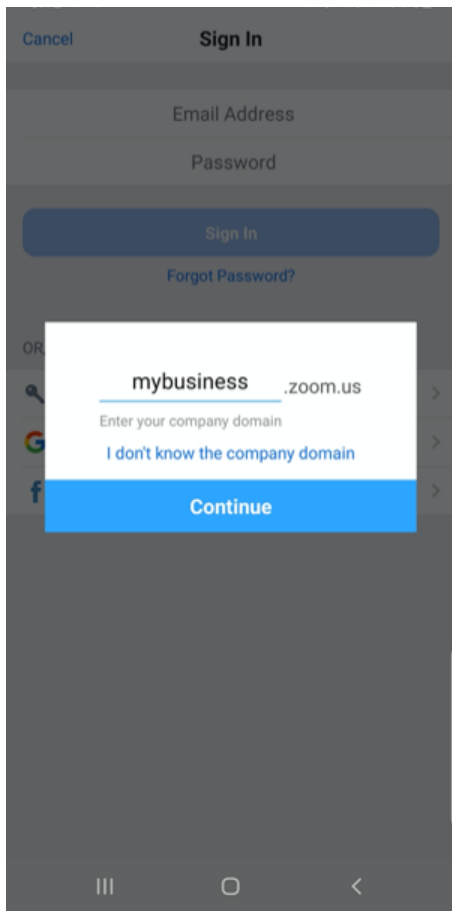 Cancel Sign In
Email Address
Password
Sign In
Forgot Password?
OR,
mybusiness .zoom.us
Enter your company domain
I don't know the company domain
Continue